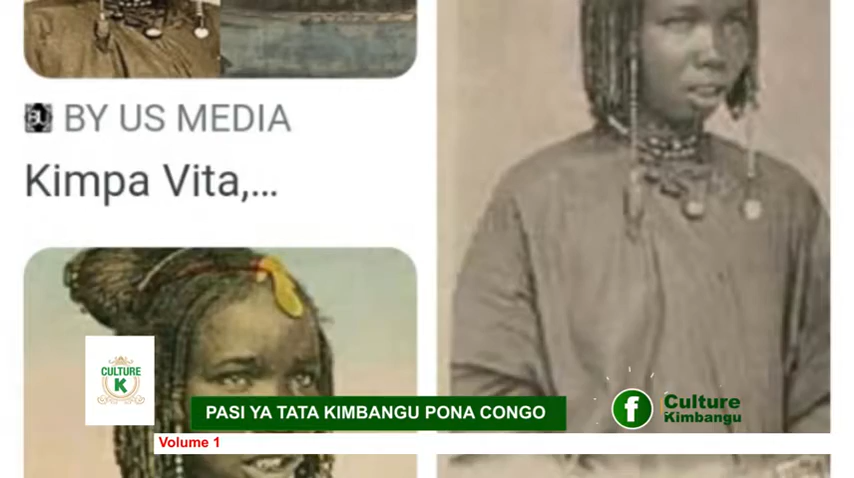 BY US MEDIA
Kimpa Vita,...
CULTURE
K
PASI YA TATA KIMBANGU PONA CONGO
Volume 1
f
Culture
Kimbangu